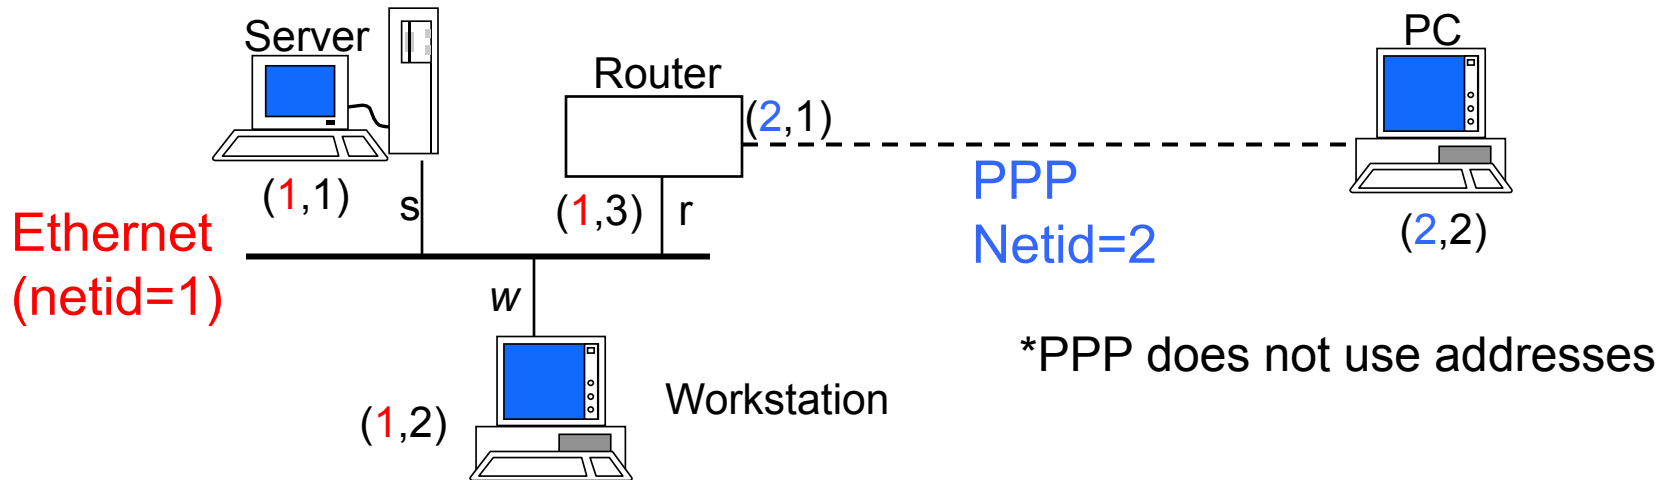 Server
Router
PC
(2,1)
(1,1)
s
(1,3)
r
PPP
Netid=2
(2,2)
Ethernet
(netid=1)
w
*PPP does not use addresses
Workstation
(1,2)